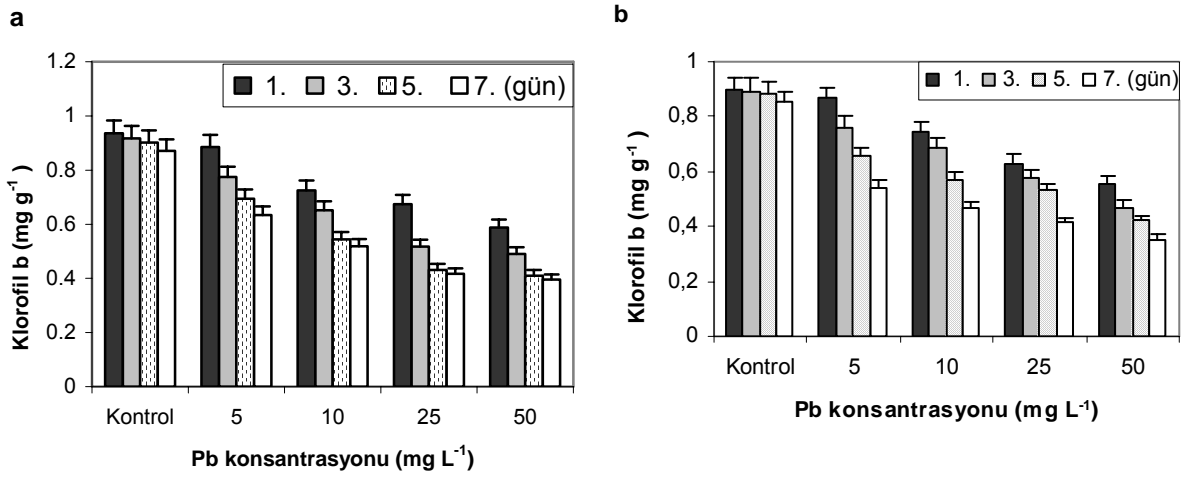 a
1.2
1
0.8
0.6
0.4
0.2
0
Klorofil b (mg g⁻¹)
1. 3. 5. 7. (gün)
Kontrol 5 10 25 50
Pb konsantrasyonu (mg L⁻¹)
b
1
0,8
0,6
0,4
0,2
0
Klorofil b (mg g⁻¹)
1. 3. 5. 7. (gün)
Kontrol 5 10 25 50
Pb konsantrasyonu (mg L⁻¹)